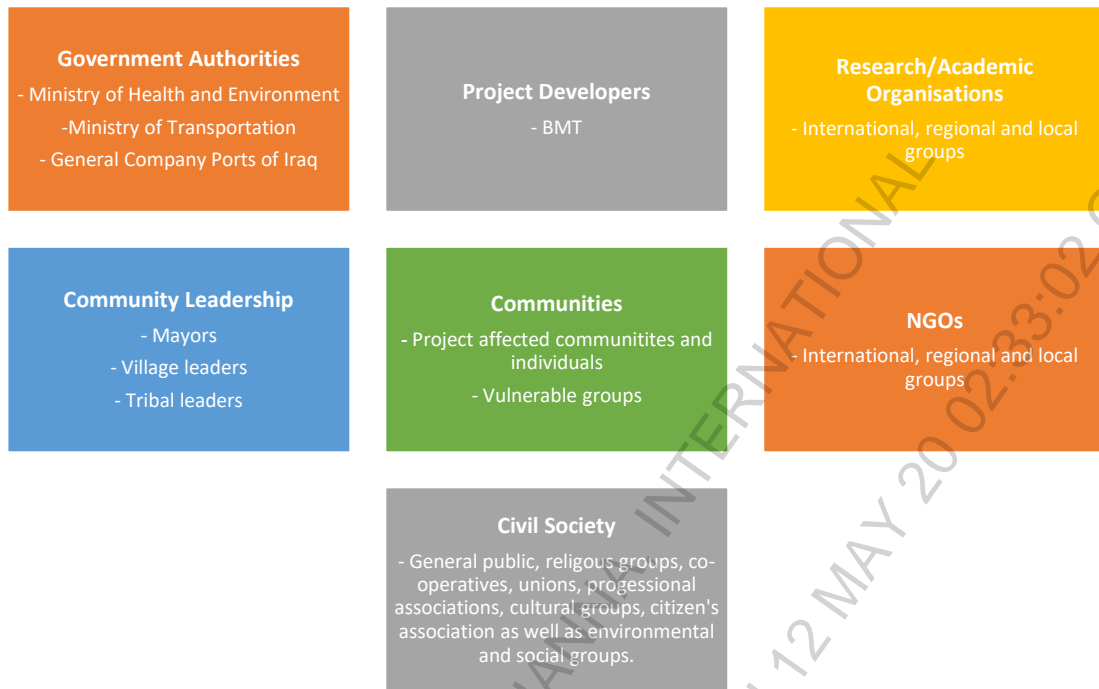 Government Authorities
- Ministry of Health and Environment
-Ministry of Transportation
- General Company Ports of Iraq
Project Developers
- BMT
Research/Academic
Organisations
- International, regional and local
groups
Community Leadership
- Mayors
- Village leaders
- Tribal leaders
Communities
- Project affected communitites and
individuals
- Vulnerable groups
NGOs
- International, regional and local
groups
Civil Society
- General public, religous groups, co-
operatives, unions, progessional
associations, cultural groups, citizen's
association as well as environmental
and social groups.
INTERNATIONAL
12 MAY 20 02:33:02